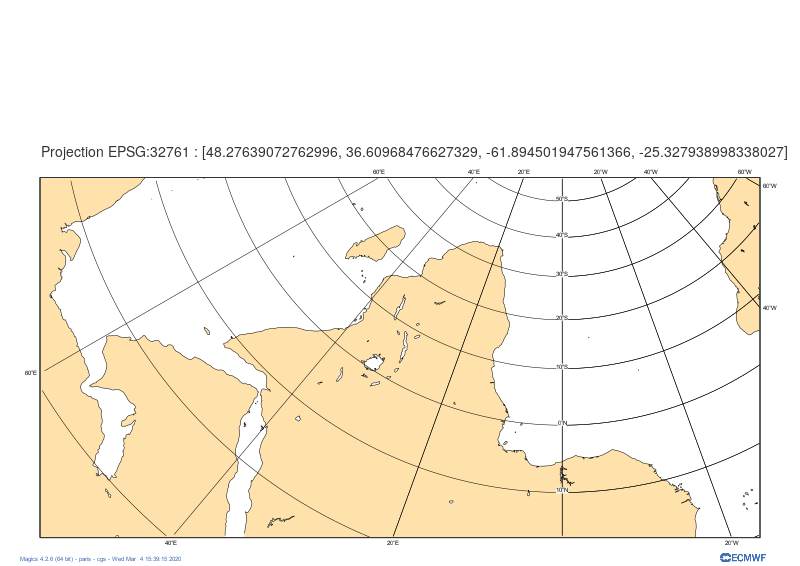 Projection EPSG:32761 : [48.27639072762996, 36.60968476627329, -61.894501947561366, -25.327938998338027]
60°E 40°E 20°E 20°W 40°W 60°W
60°W
50°S
40°S
30°S
40°W
20°S
10°S
60°E
0°N
10°N
40°E 20°E 20°W
Magics 4.2.6 (64 bit) - paris - cgs - Wed Mar 4 15:39:15 2020
ECMWF